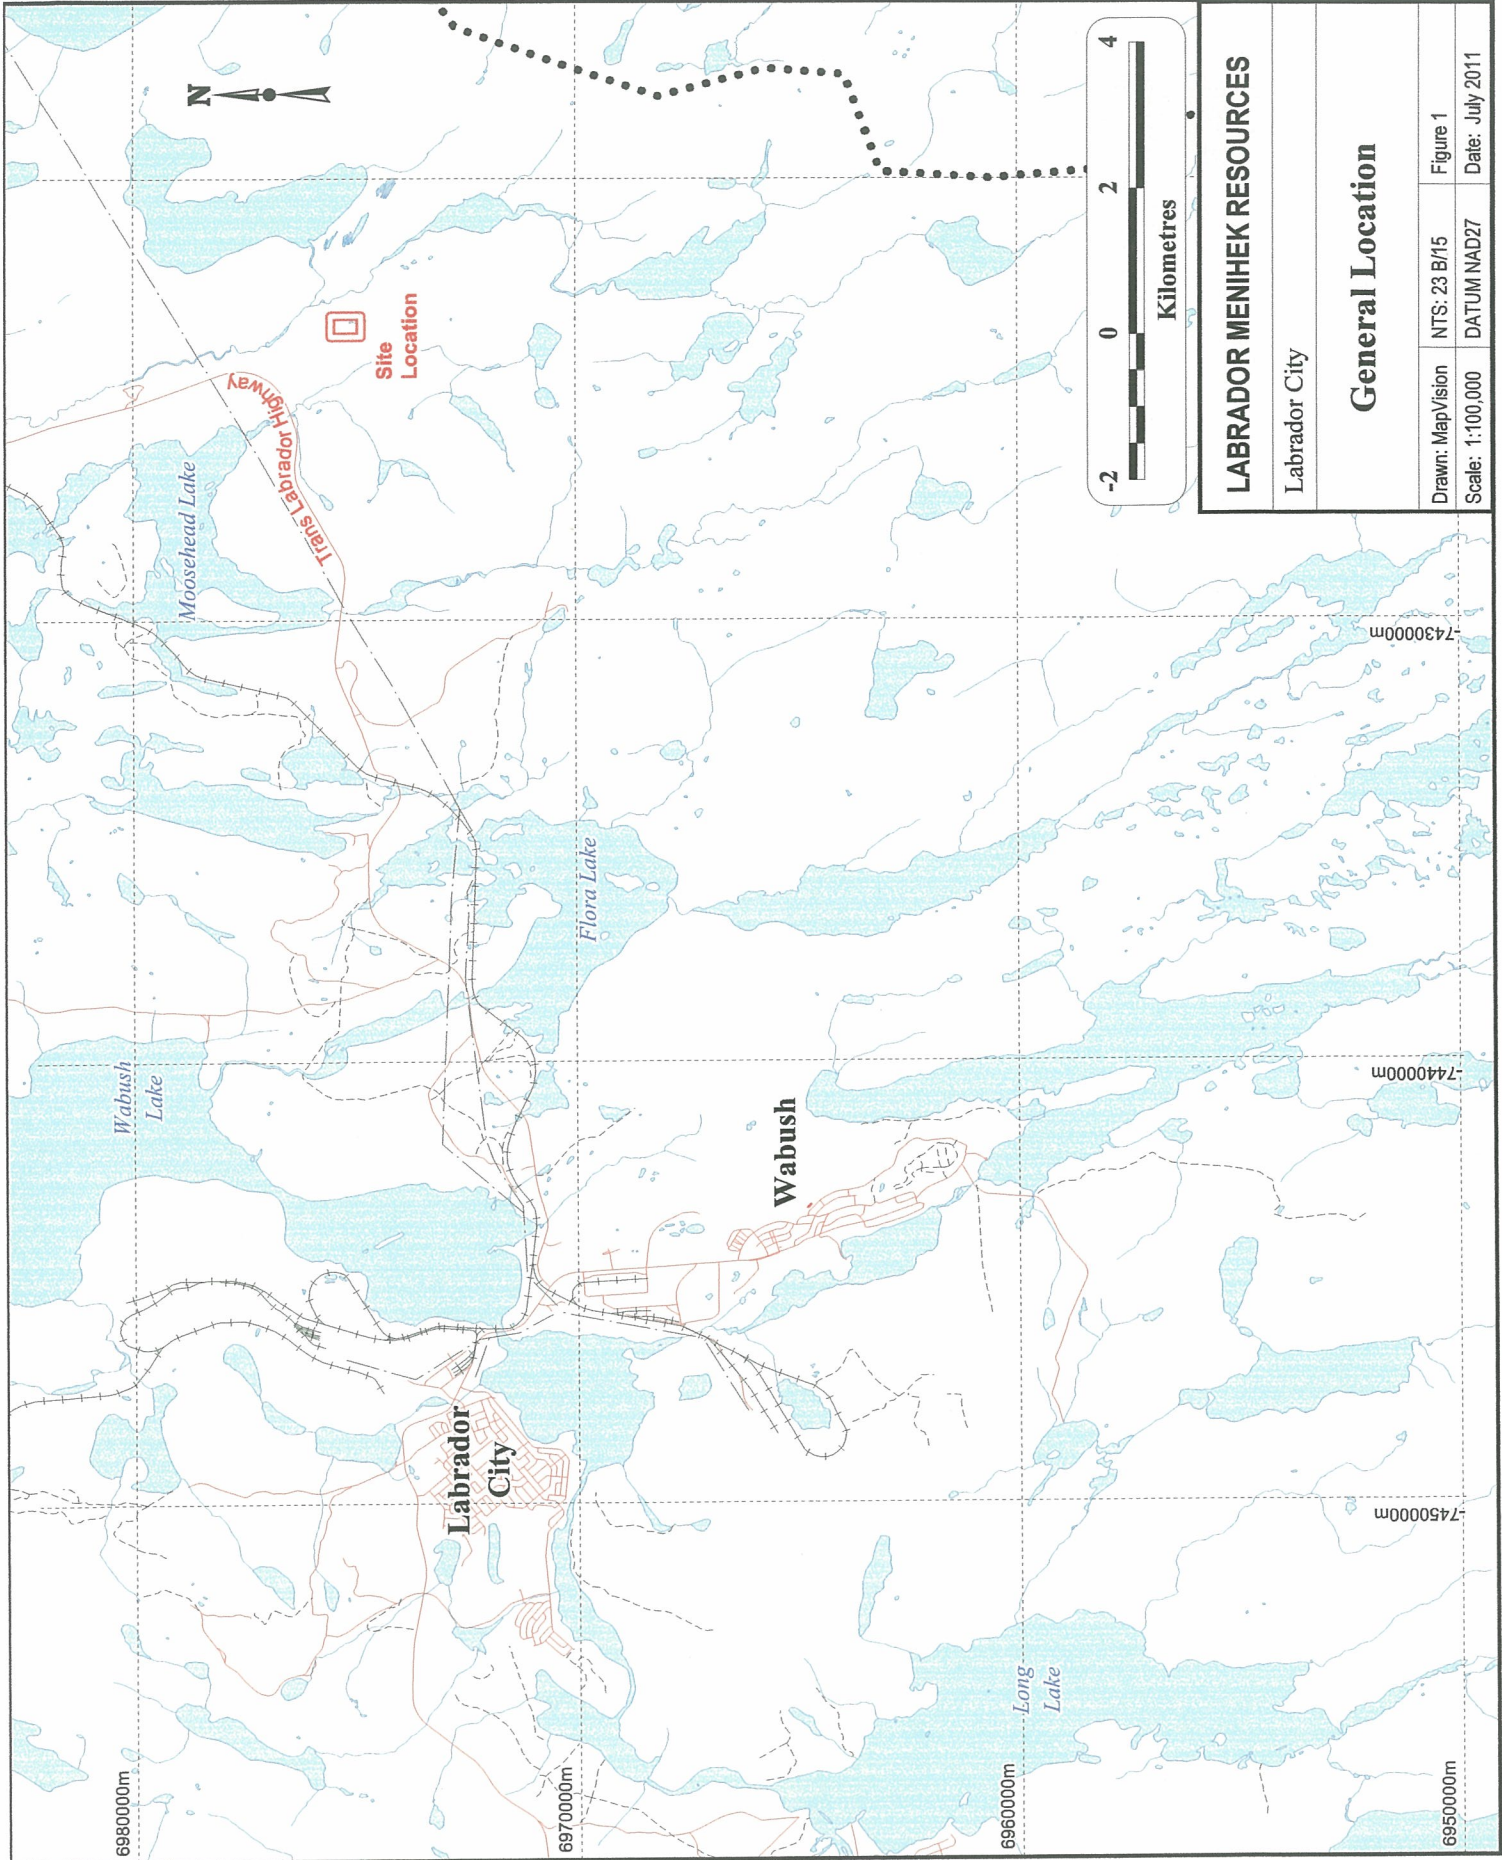 N
Moosehead Lake
Trans Labrador Highway
Site
Location
Wabush
Lake
Flora Lake
Labrador
City
Wabush
Long
Lake
6980000m
6970000m
6960000m
6950000m
-7450000m
-7440000m
-7430000m
-2 0 2 4
Kilometres
LABRADOR MENIHEK RESOURCES
Labrador City
General Location
Drawn: MapVision NTS: 23 B/15 Figure 1
Scale: 1:100,000 DATUM NAD27 Date: July 2011